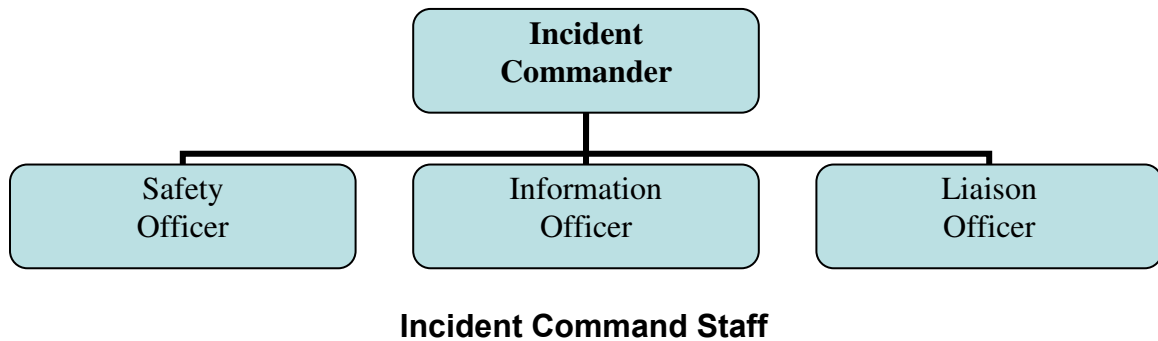 Incident
Commander
Safety
Officer
Information
Officer
Liaison
Officer
Incident Command Staff